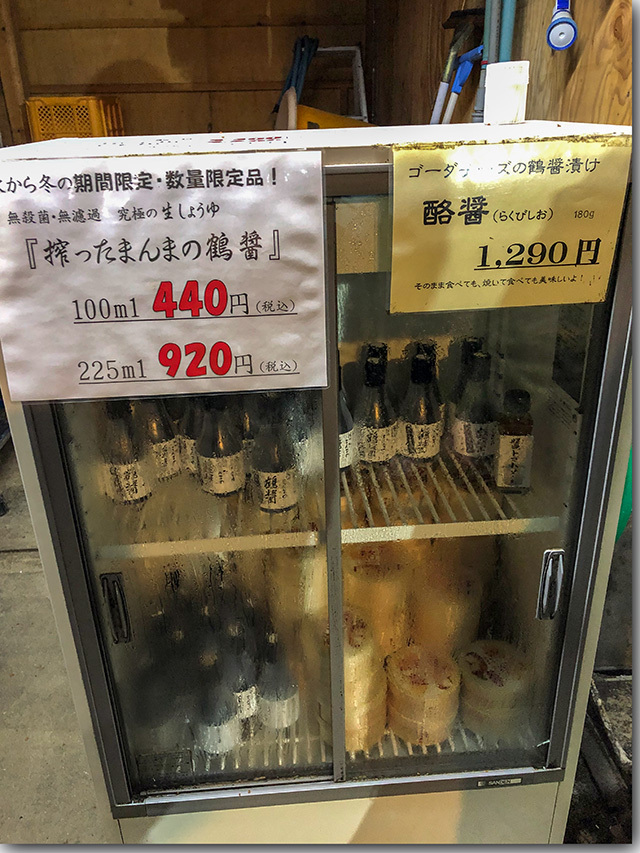 から冬の期間限定・数量限定品！
無殺菌・無濾過 究極の生しょうゆ
『搾ったまんまの鶴醤』
100ml 440円（税込）
225ml 920円（税込）
ゴーダチーズの鶴醤漬け
酪醤（らくびしお） 180g
1,290円
そのまま食べても、焼いて食べても美味しいよ！
鶴醤
SANDEN